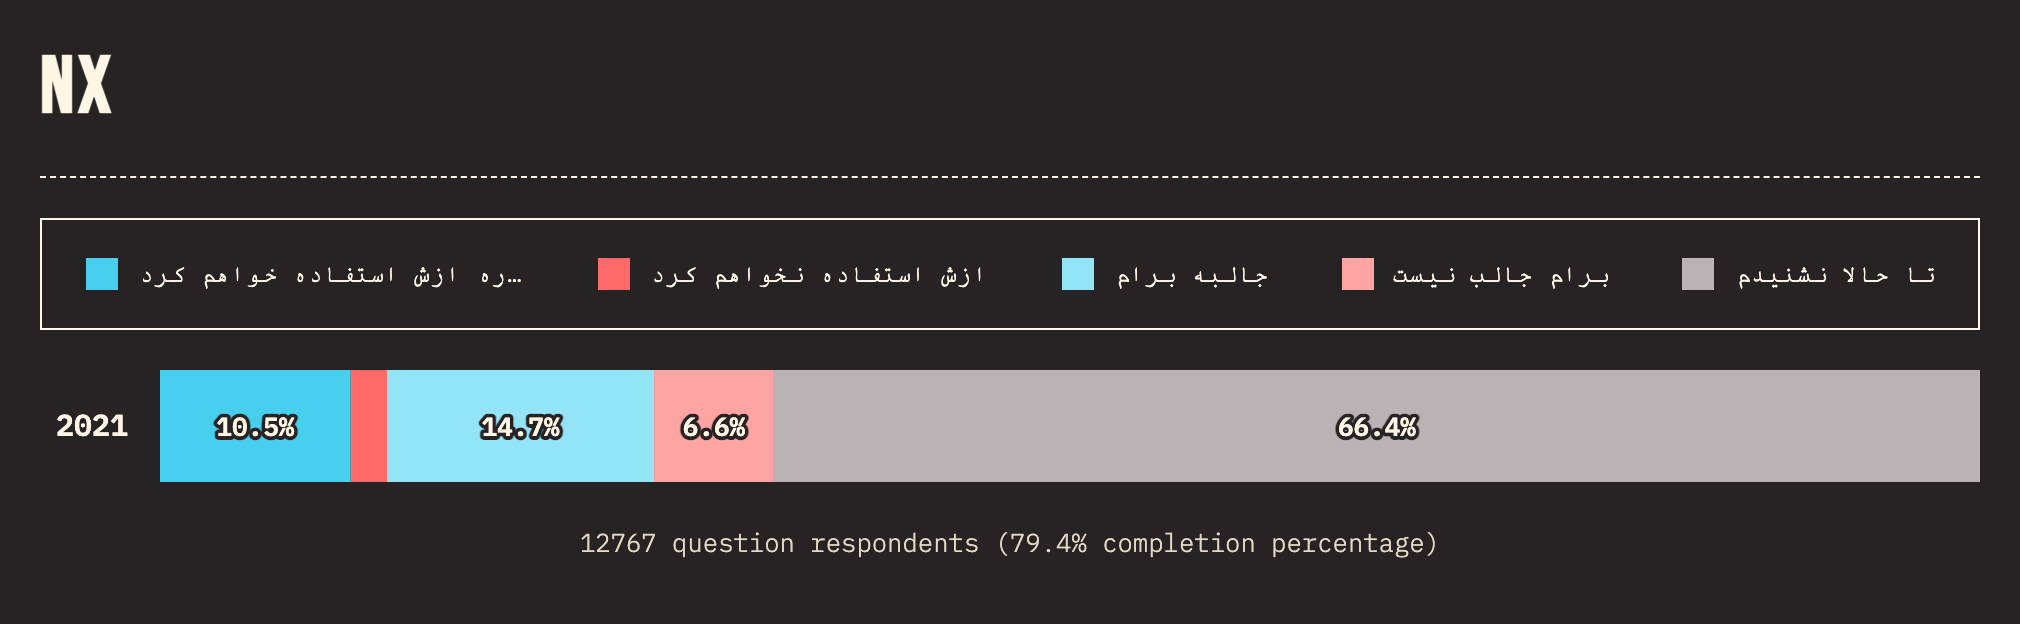 NX
…ره ازش استفاده خواهم کرد
ازش استفاده نخواهم کرد
جالبه برام
برام جالب نیست
تا حالا نشنیدم
2021 10.5% 14.7% 6.6% 66.4%
12767 question respondents (79.4% completion percentage)